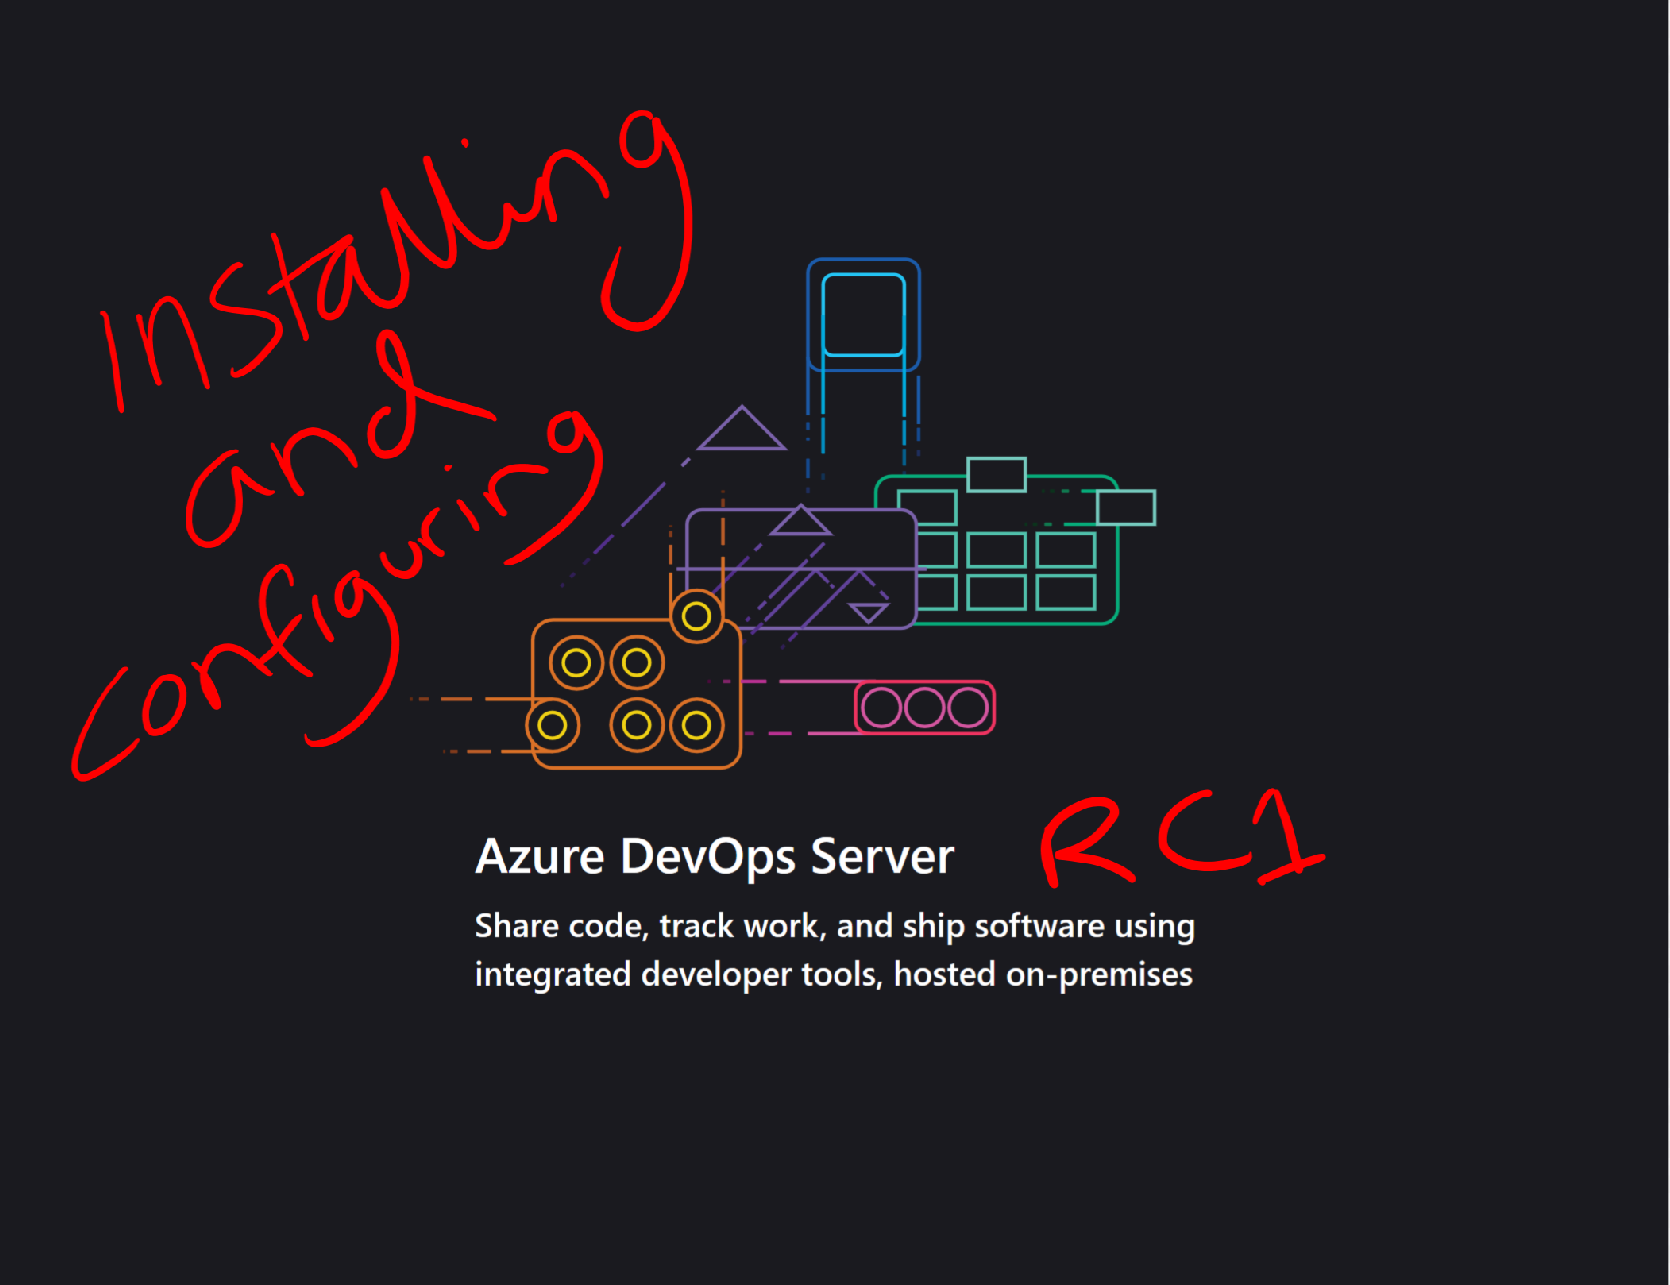 Installing
and
configuring
Azure DevOps Server RC1
Share code, track work, and ship software using
integrated developer tools, hosted on-premises